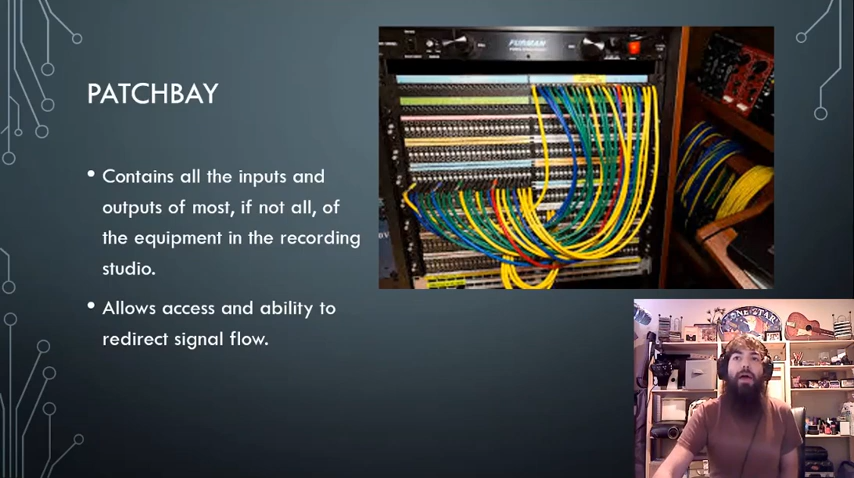 PATCHBAY
• Contains all the inputs and
outputs of most, if not all, of
the equipment in the recording
studio.
• Allows access and ability to
redirect signal flow.
FURMAN